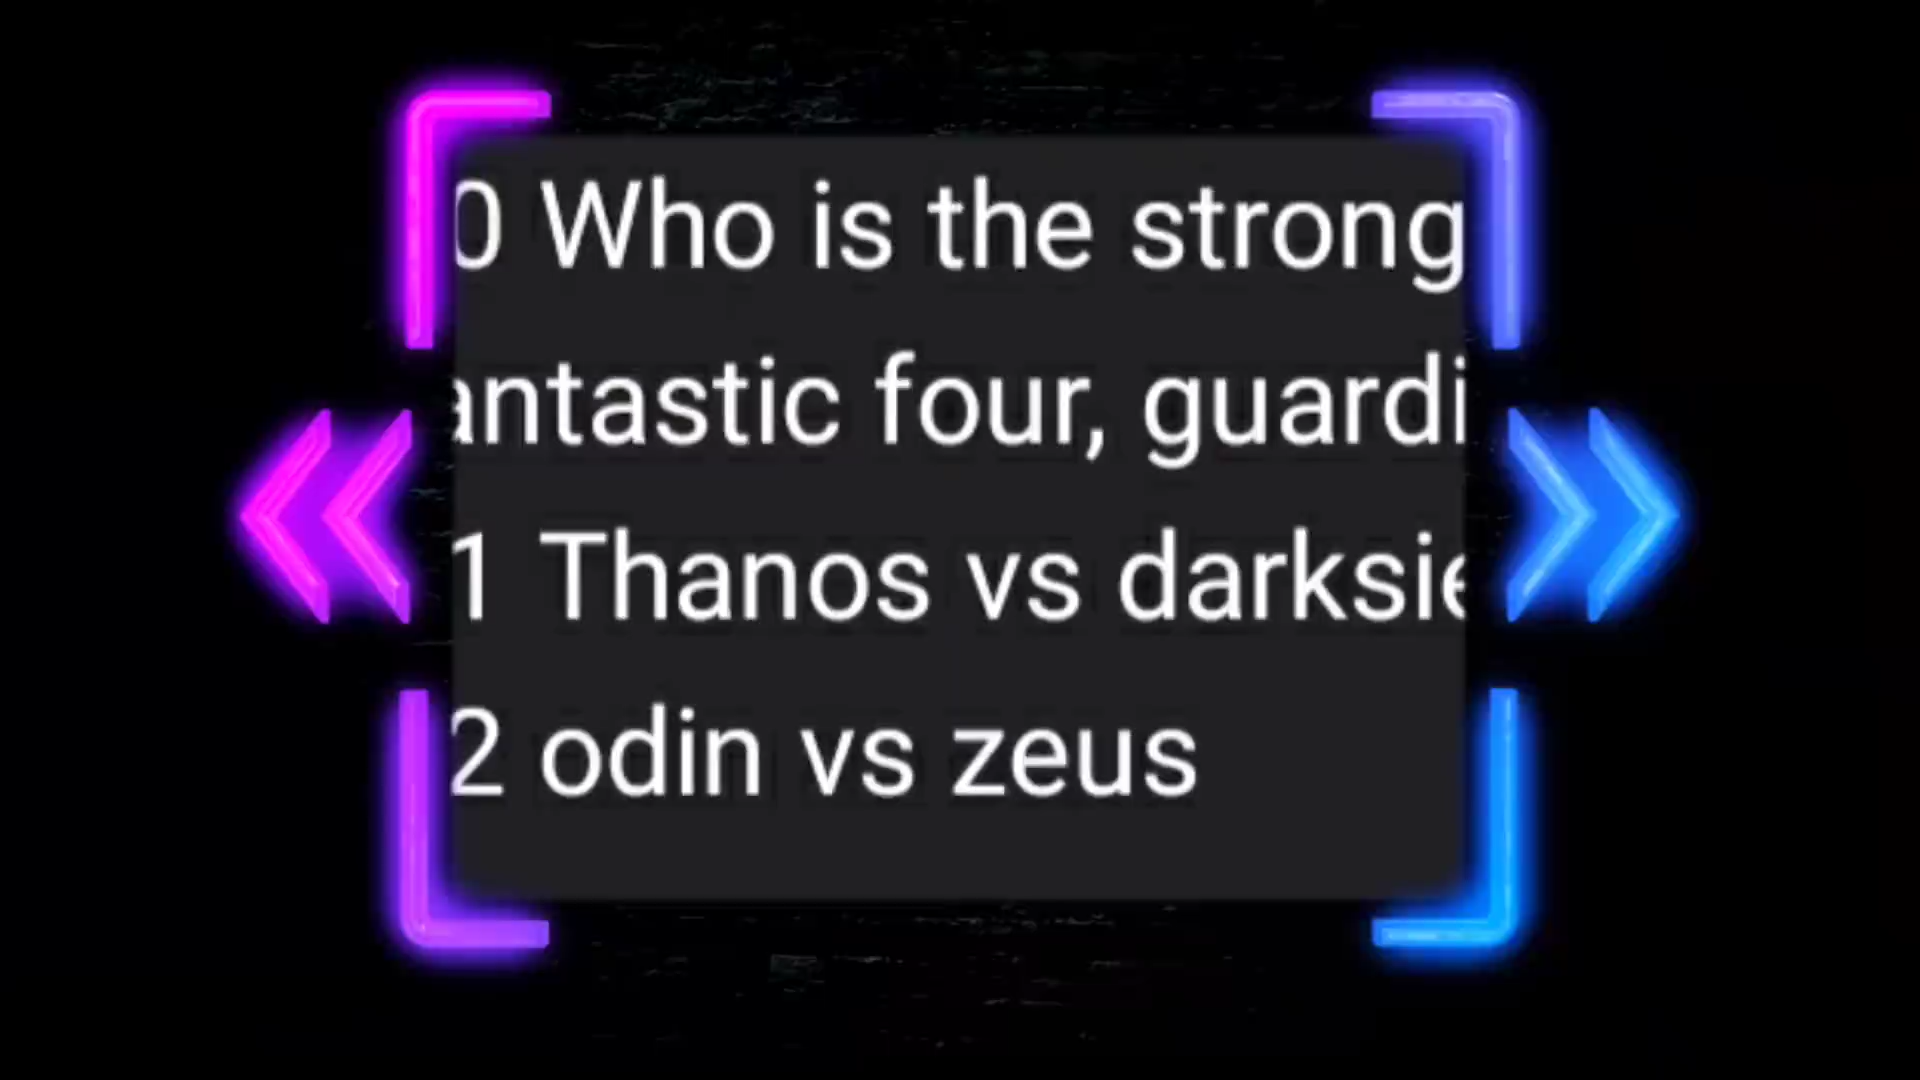 0 Who is the strong
antastic four, guardi
1 Thanos vs darksie
2 odin vs zeus